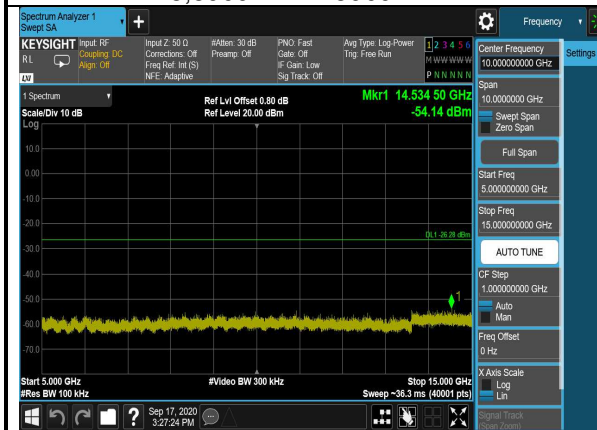 Spectrum Analyzer 1
Swept SA
+
Frequency
KEYSIGHT
RL
LXI
Input: RF
Coupling: DC
Align: Off
Input Z: 50 Ω
Corrections: Off
Freq Ref: Int (S)
NFE: Adaptive
#Atten: 30 dB
Preamp: Off
PNO: Fast
Gate: Off
IF Gain: Low
Sig Track: Off
Avg Type: Log-Power
Trig: Free Run
1 2 3 4 5 6
M W W W W W
P N N N N N
Center Frequency
10.000000000 GHz
Settings
Span
10.0000000 GHz
Swept Span
Zero Span
Full Span
Start Freq
5.000000000 GHz
Stop Freq
15.000000000 GHz
AUTO TUNE
CF Step
1.000000000 GHz
Auto
Man
Freq Offset
0 Hz
X Axis Scale
Log
Lin
Signal Track
(Span Zoom)
1 Spectrum
Scale/Div 10 dB
Log
Ref Lvl Offset 0.80 dB
Ref Level 20.00 dBm
Mkr1 14.534 50 GHz
-54.14 dBm
10.0
0.00
-10.0
-20.0
DL1 -26.28 dBm
-30.0
-40.0
-50.0
1
-60.0
-70.0
Start 5.000 GHz
#Video BW 300 kHz
Stop 15.000 GHz
#Res BW 100 kHz
Sweep ~36.3 ms (40001 pts)
?
Sep 17, 2020
3:27:24 PM